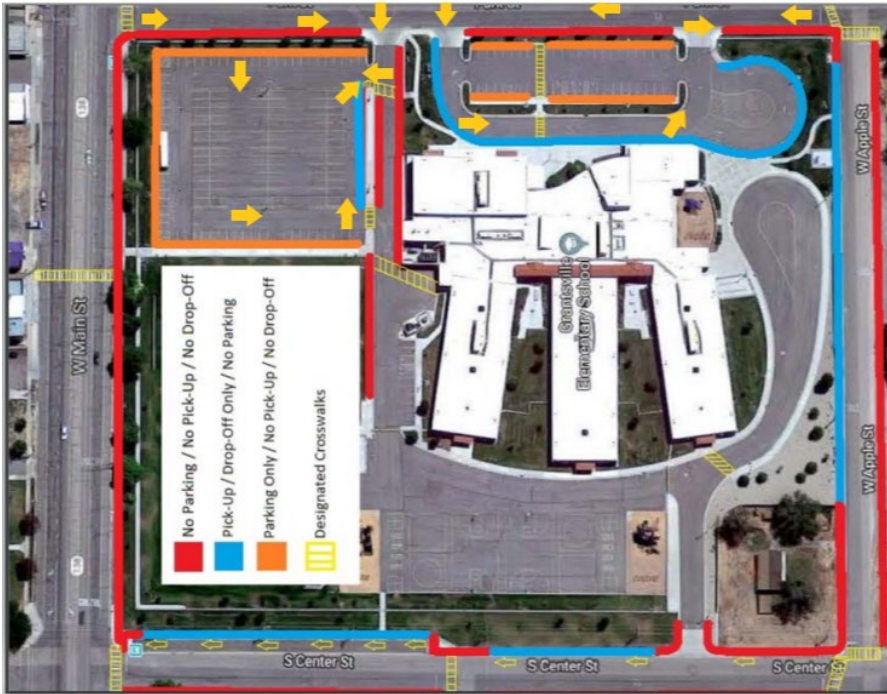 138
W Main St
138
No Parking / No Pick-Up / No Drop-Off
Pick-Up / Drop-Off Only / No Parking
Parking Only / No Pick-Up / No Drop-Off
Designated Crosswalks
Grantsville
Elementary School
W Apple St
W Apple St
S Center St
S Center St
S Center St